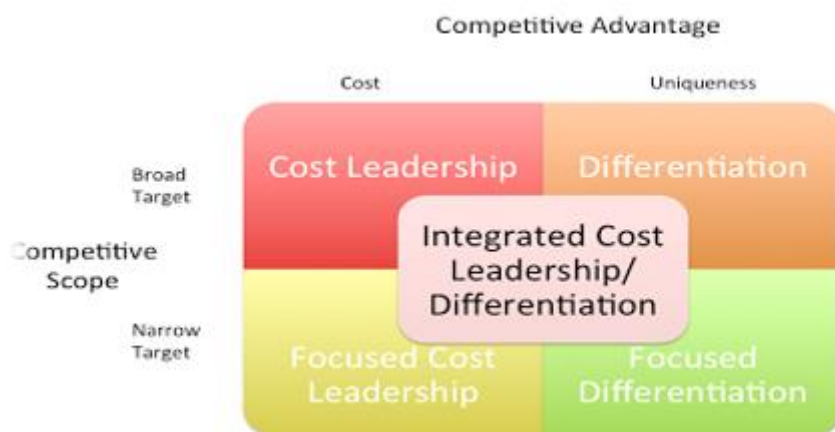 Competitive Advantage
Cost
Uniqueness
Cost Leadership
Differentiation
Broad
Target
Integrated Cost
Leadership/
Differentiation
Competitive
Scope
Narrow
Target
Focused Cost
Leadership
Focused
Differentiation